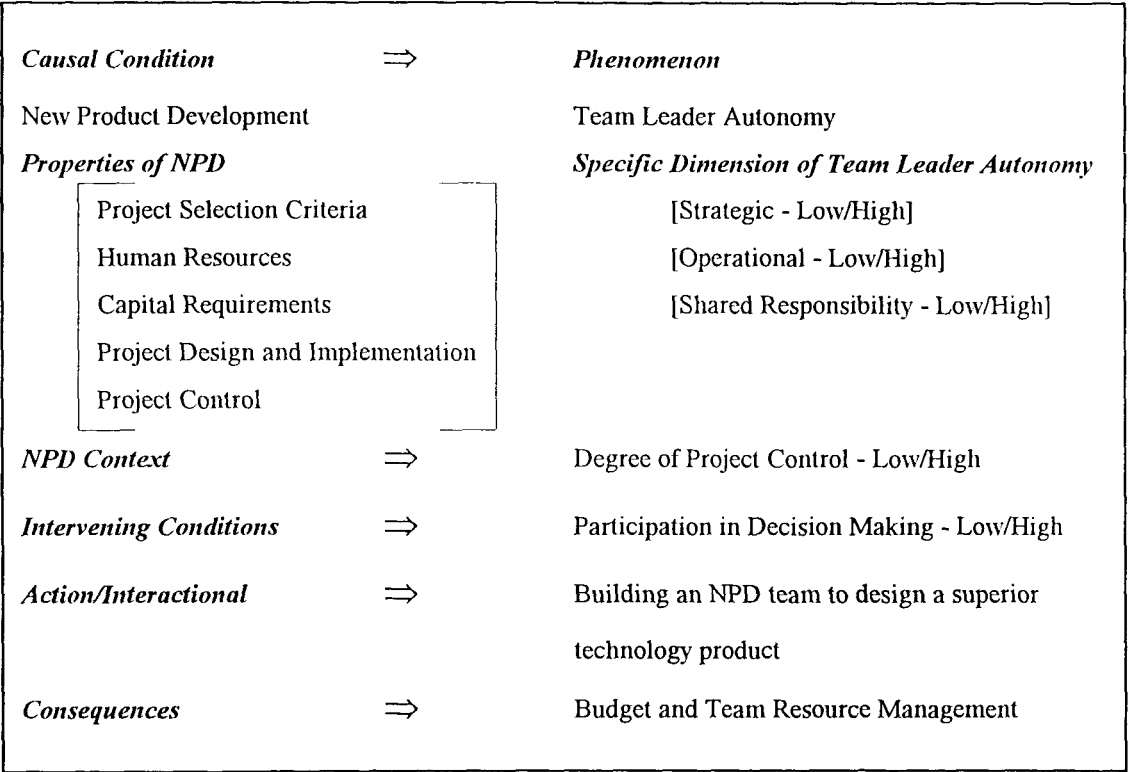 Causal Condition ⇒ Phenomenon
New Product Development Team Leader Autonomy
Properties of NPD Specific Dimension of Team Leader Autonomy
Project Selection Criteria [Strategic - Low/High]
Human Resources [Operational - Low/High]
Capital Requirements [Shared Responsibility - Low/High]
Project Design and Implementation
Project Control
NPD Context ⇒ Degree of Project Control - Low/High
Intervening Conditions ⇒ Participation in Decision Making - Low/High
Action/Interactional ⇒ Building an NPD team to design a superior
technology product
Consequences ⇒ Budget and Team Resource Management